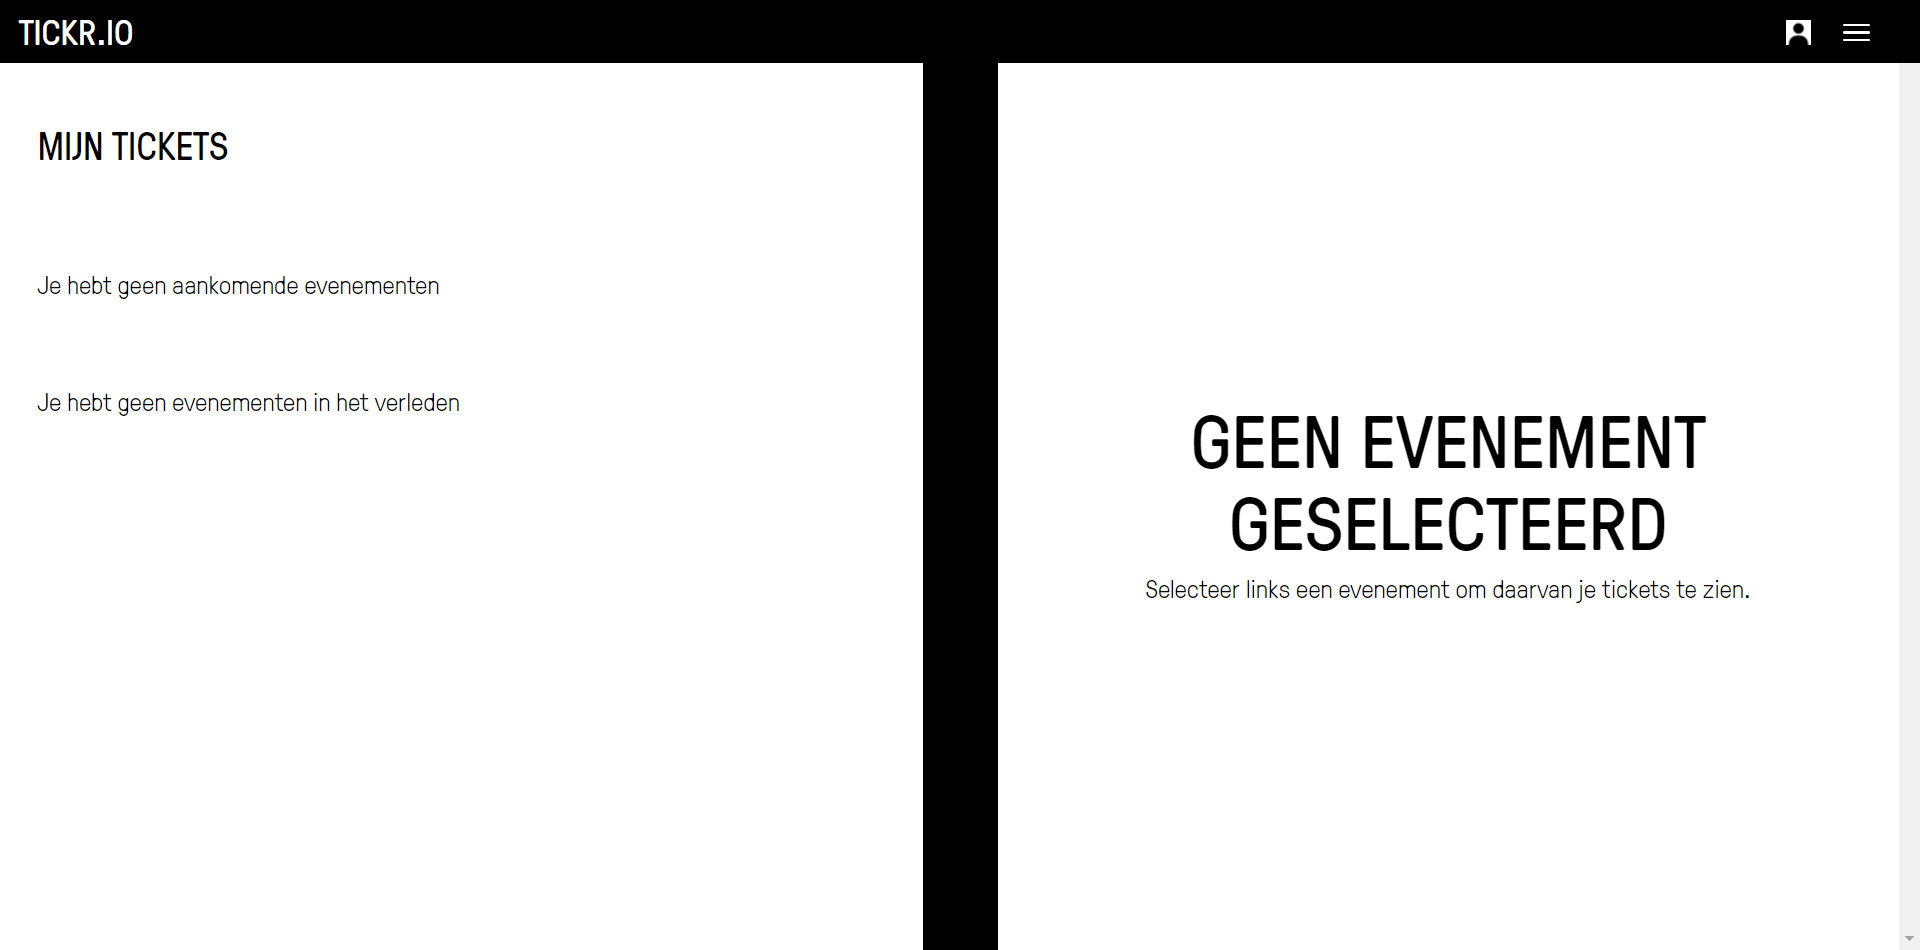 TICKR.IO
MIJN TICKETS
Je hebt geen aankomende evenementen
Je hebt geen evenementen in het verleden
GEEN EVENEMENT
GESELECTEERD
Selecteer links een evenement om daarvan je tickets te zien.